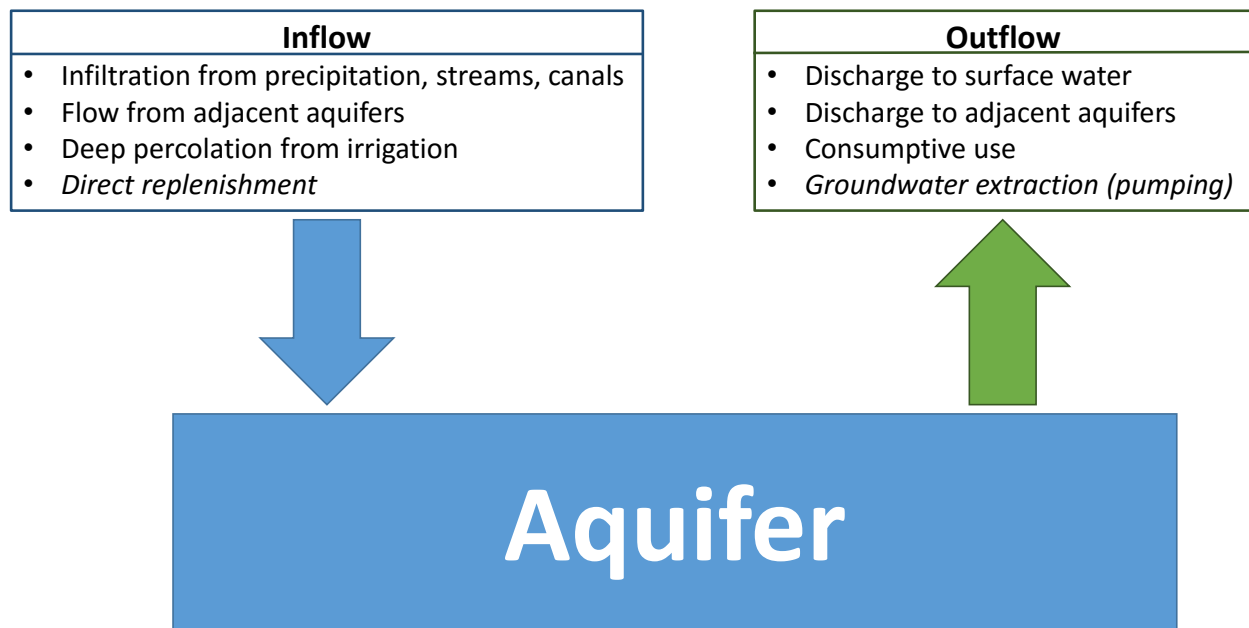 Inflow
• Infiltration from precipitation, streams, canals
• Flow from adjacent aquifers
• Deep percolation from irrigation
• Direct replenishment
Outflow
• Discharge to surface water
• Discharge to adjacent aquifers
• Consumptive use
• Groundwater extraction (pumping)
Aquifer